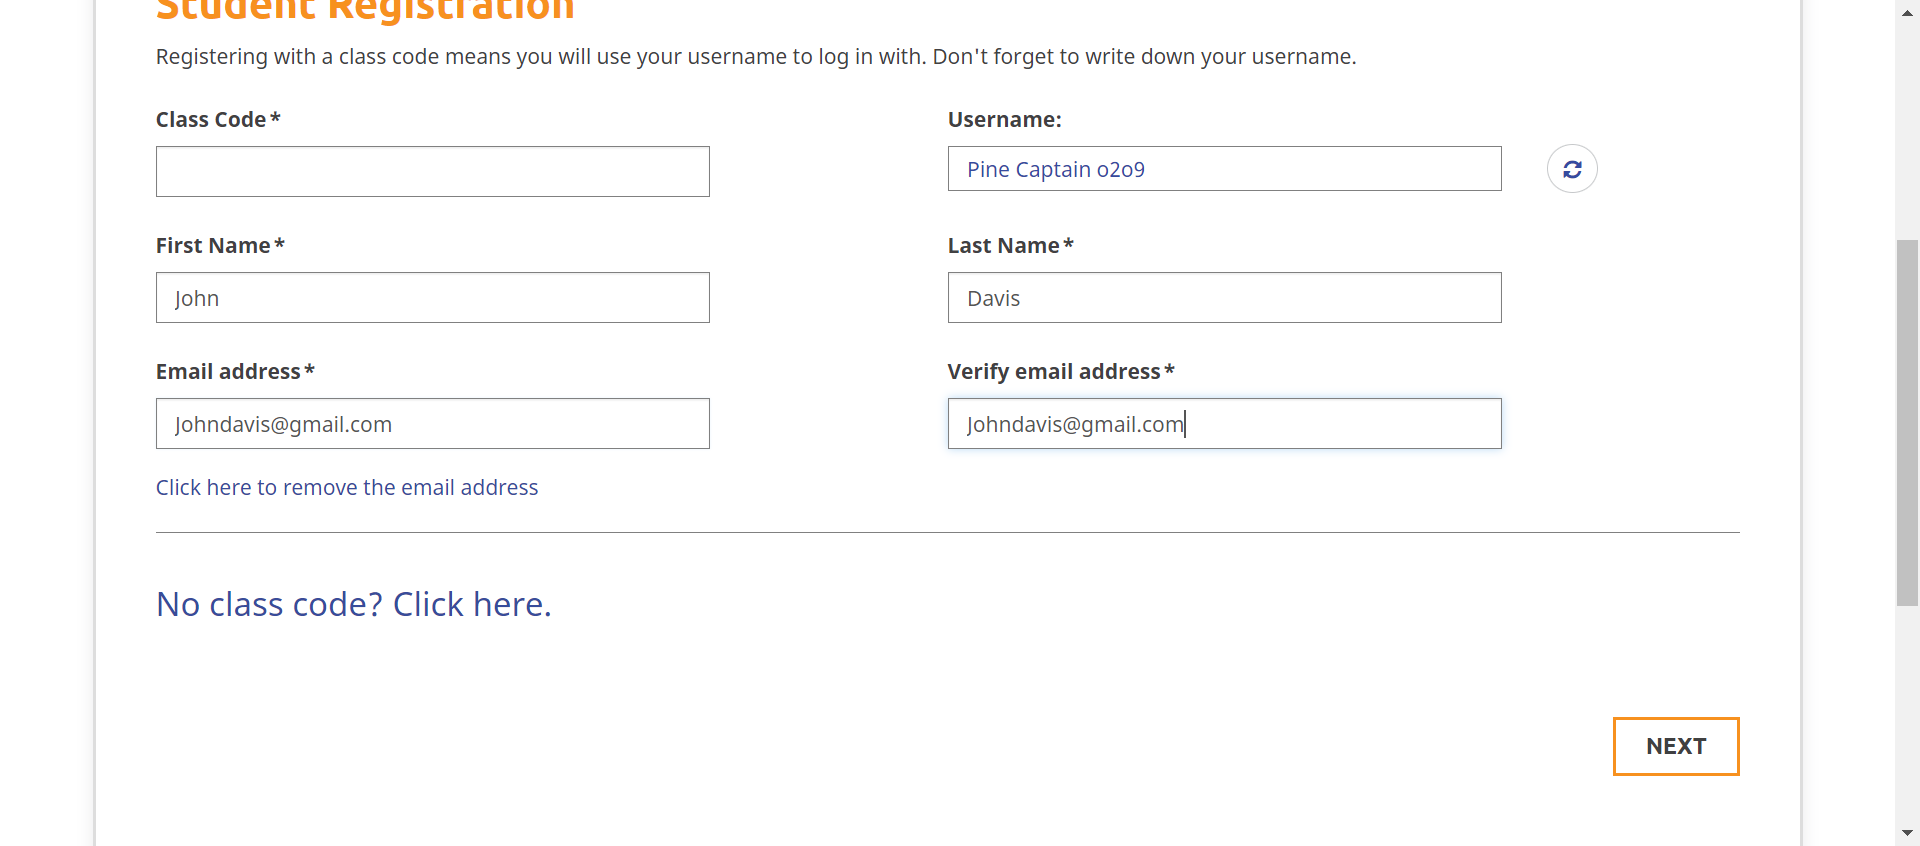 Student Registration
Registering with a class code means you will use your username to log in with. Don't forget to write down your username.
Class Code*
Username:
Pine Captain o2o9
First Name*
Last Name*
John
Davis
Email address*
Verify email address*
Johndavis@gmail.com
Johndavis@gmail.com
Click here to remove the email address
No class code? Click here.
NEXT